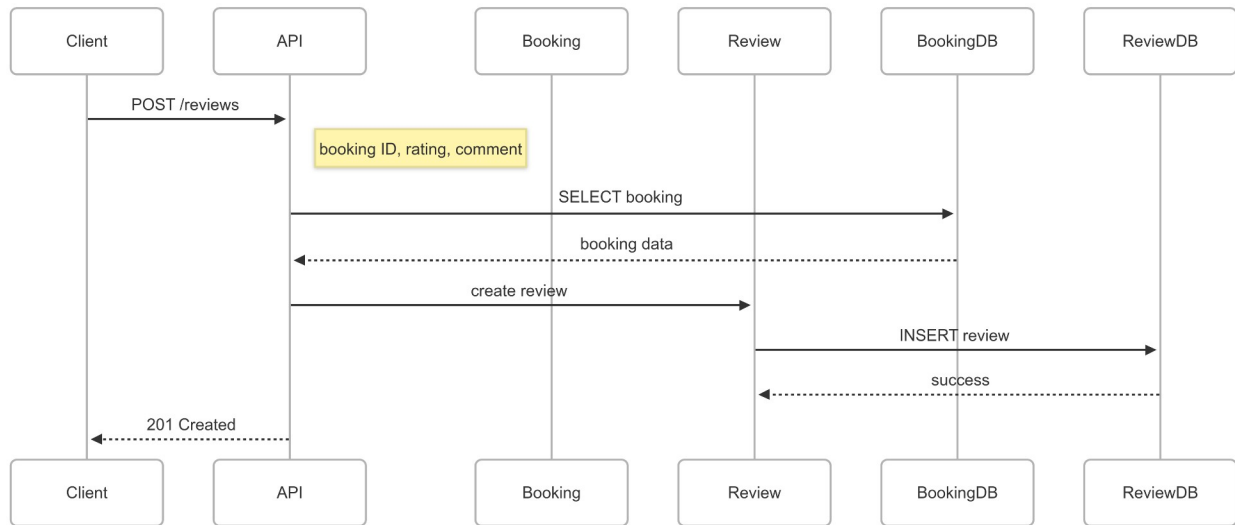 Client
API
Booking
Review
BookingDB
ReviewDB
POST /reviews
booking ID, rating, comment
SELECT booking
booking data
create review
INSERT review
success
201 Created
Client
API
Booking
Review
BookingDB
ReviewDB